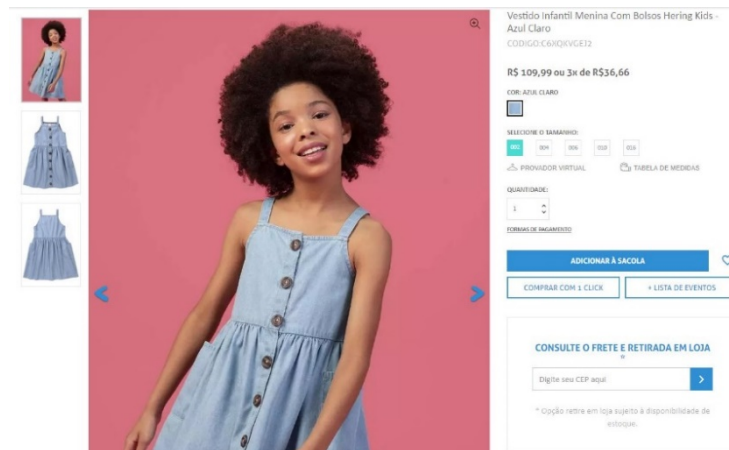 Vestido Infantil Menina Com Bolsos Hering Kids -
Azul Claro
CODIGO:C6XQKVGEJ2
R$ 109,99 ou 3x de R$36,66
COR: AZUL CLARO
SELECIONE O TAMANHO:
002 004 006 010 016
PROVADOR VIRTUAL TABELA DE MEDIDAS
QUANTIDADE:
1
FORMAS DE PAGAMENTO
ADICIONAR À SACOLA
COMPRAR COM 1 CLICK + LISTA DE EVENTOS
CONSULTE O FRETE E RETIRADA EM LOJA
*
Digite seu CEP aqui
* Opção retire em loja sujeito à disponibilidade de
estoque.